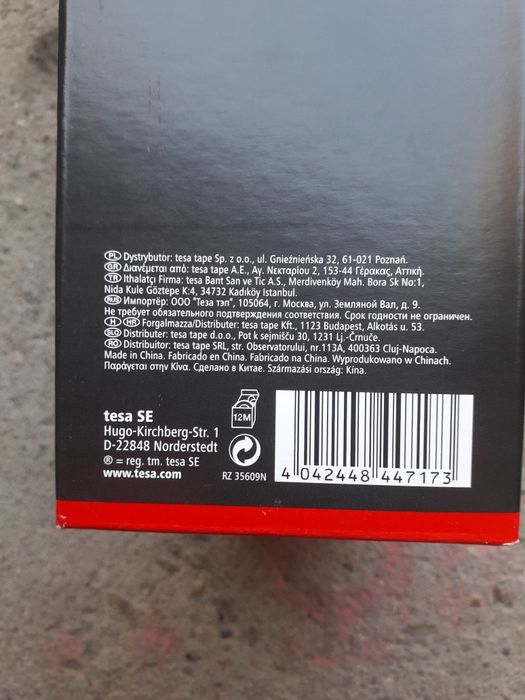 PL Dystrybutor: tesa tape Sp. z o.o., ul. Gnieźnieńska 32, 61-021 Poznań.
GR Διανέμεται από: tesa tape A.E., Αγ. Νεκταρίου 2, 153-44 Γέρακας, Αττική.
TR Ithalatçı Firma: tesa Bant San ve Tic A.S., Merdivenköy Mah. Bora Sk No:1,
Nida Kule Göztepe K:4, 34732 Kadıköy Istanbul.
RUS Импортёр: ООО "Теза тэп", 105064, г. Москва, ул. Земляной Вал, д. 9.
Не требует обязательного подтверждения соответствия. Срок годности не ограничен.
H HR Forgalmazza/Distributer: tesa tape Kft., 1123 Budapest, Alkotás u. 53.
SLO Distributer: tesa tape d.o.o., Pot k sejmišču 30, 1231 Lj.-Črnuče.
RO Distribuitor: tesa tape SRL, str. Observatorului, nr.113A, 400363 Cluj-Napoca.
Made in China. Fabricado en China. Fabricado na China. Wyprodukowano w Chinach.
Παράγεται στην Κίνα. Сделано в Китае. Származási ország: Kína.
tesa SE
Hugo-Kirchberg-Str. 1
D-22848 Norderstedt
® = reg. tm. tesa SE
www.tesa.com
12M
RZ 35609N
4 042448 447173